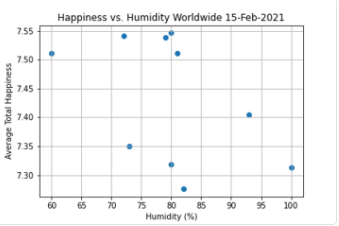 Happiness vs. Humidity Worldwide 15-Feb-2021
7.55
7.50
7.45
7.40
7.35
7.30
Average Total Happiness
60 65 70 75 80 85 90 95 100
Humidity (%)